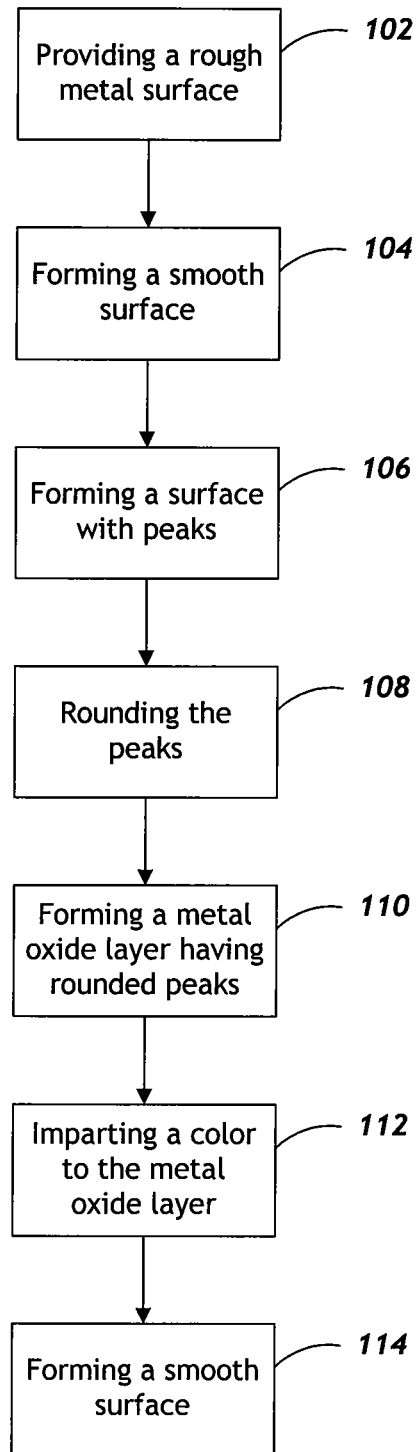 102
Providing a rough
metal surface
104
Forming a smooth
surface
106
Forming a surface
with peaks
108
Rounding the
peaks
110
Forming a metal
oxide layer having
rounded peaks
112
Imparting a color
to the metal
oxide layer
114
Forming a smooth
surface